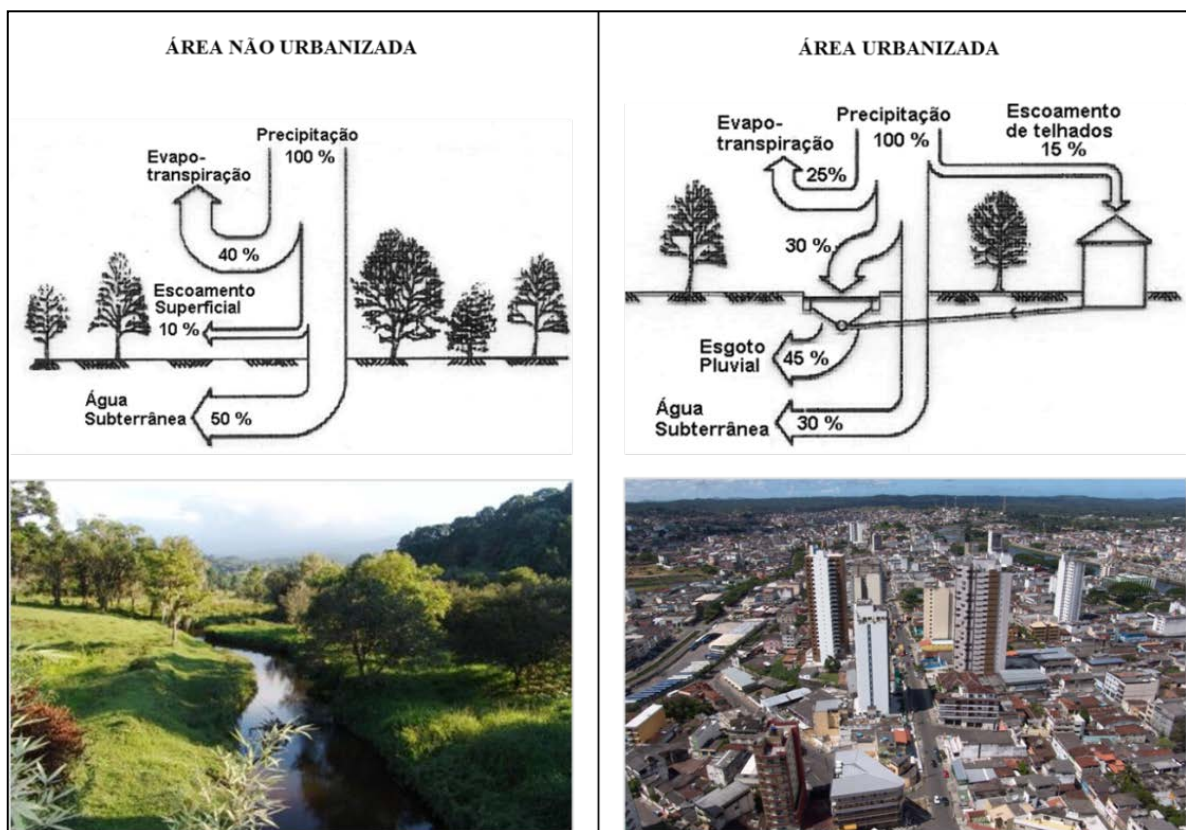 ÁREA NÃO URBANIZADA
Precipitação
100 %
Evapo-
transpiração
40 %
Escoamento
Superficial
10 %
Água
Subterrânea
50 %
ÁREA URBANIZADA
Precipitação
100 %
Escoamento
de telhados
15 %
Evapo-
transpiração
25%
30 %
Esgoto
Pluvial
45 %
Água
Subterrânea
30 %